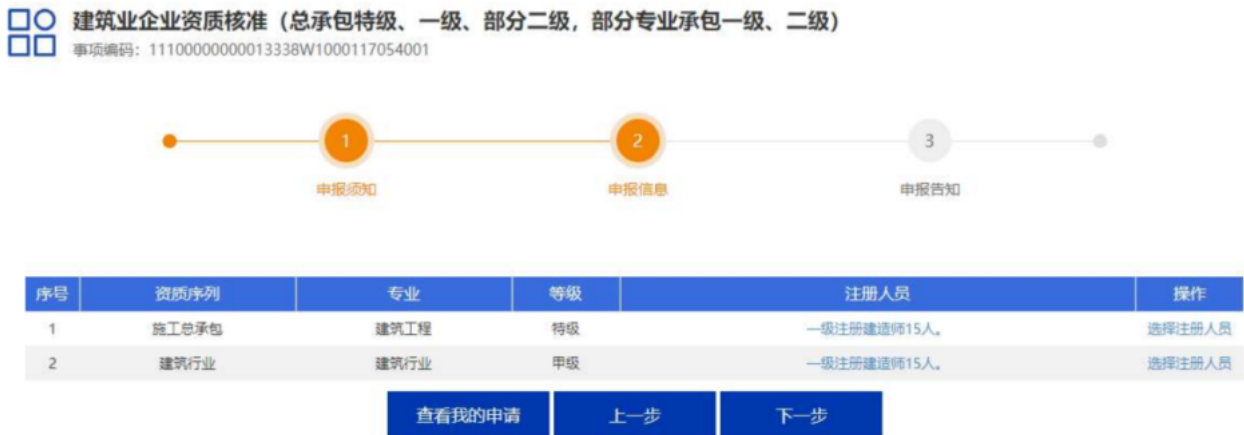 建筑业企业资质核准（总承包特级、一级、部分二级，部分专业承包一级、二级）
事项编码：11100000000013338W1000117054001
1 2 3
申报须知 申报信息 申报告知
序号 资质序列 专业 等级 注册人员 操作
1 施工总承包 建筑工程 特级 一级注册建造师15人。 选择注册人员
2 建筑行业 建筑行业 甲级 一级注册建造师15人。 选择注册人员
查看我的申请 上一步 下一步